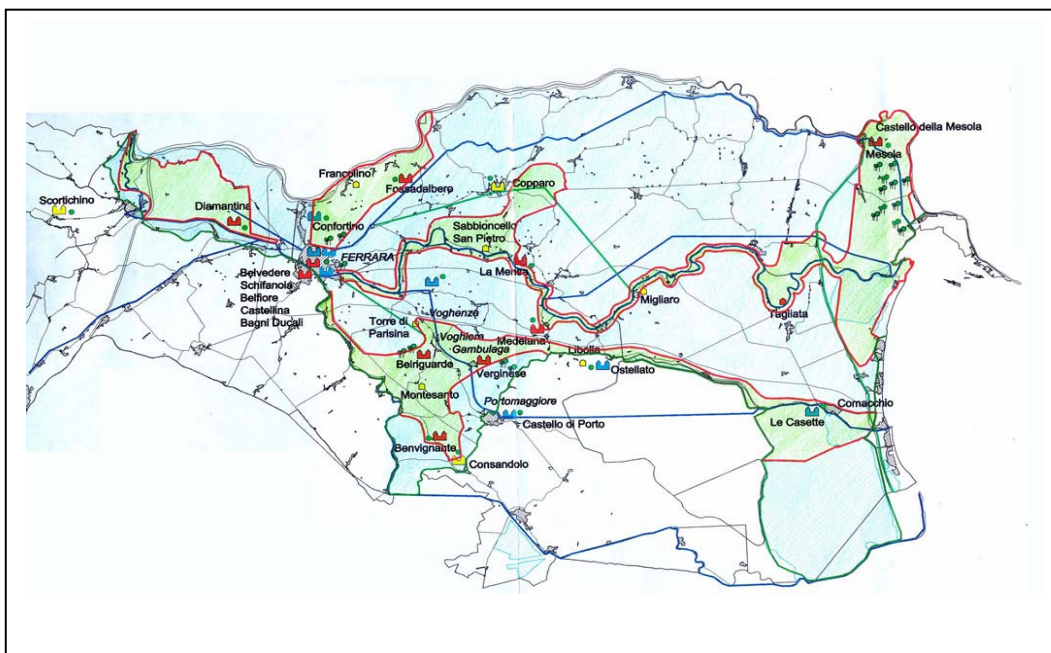 Castello della Mesola
Mesola
Francolino
Fossadalbero
Copparo
Scortichino
Diamantina
Confortino
Sabbioncello
San Pietro
FERRARA
Belvedere
Schifanoia
Belfiore
Castellina
Bagni Ducali
La Menea
Migliaro
Tagliata
Voghenza
Torre di
Parisina
Voghiera
Gambulaga
Medelana
Belriguardo
Verginese
Libolla
Ostellato
Montesanto
Portomaggiore
Comacchio
Castello di Porto
Le Casette
Benvignante
Consandolo